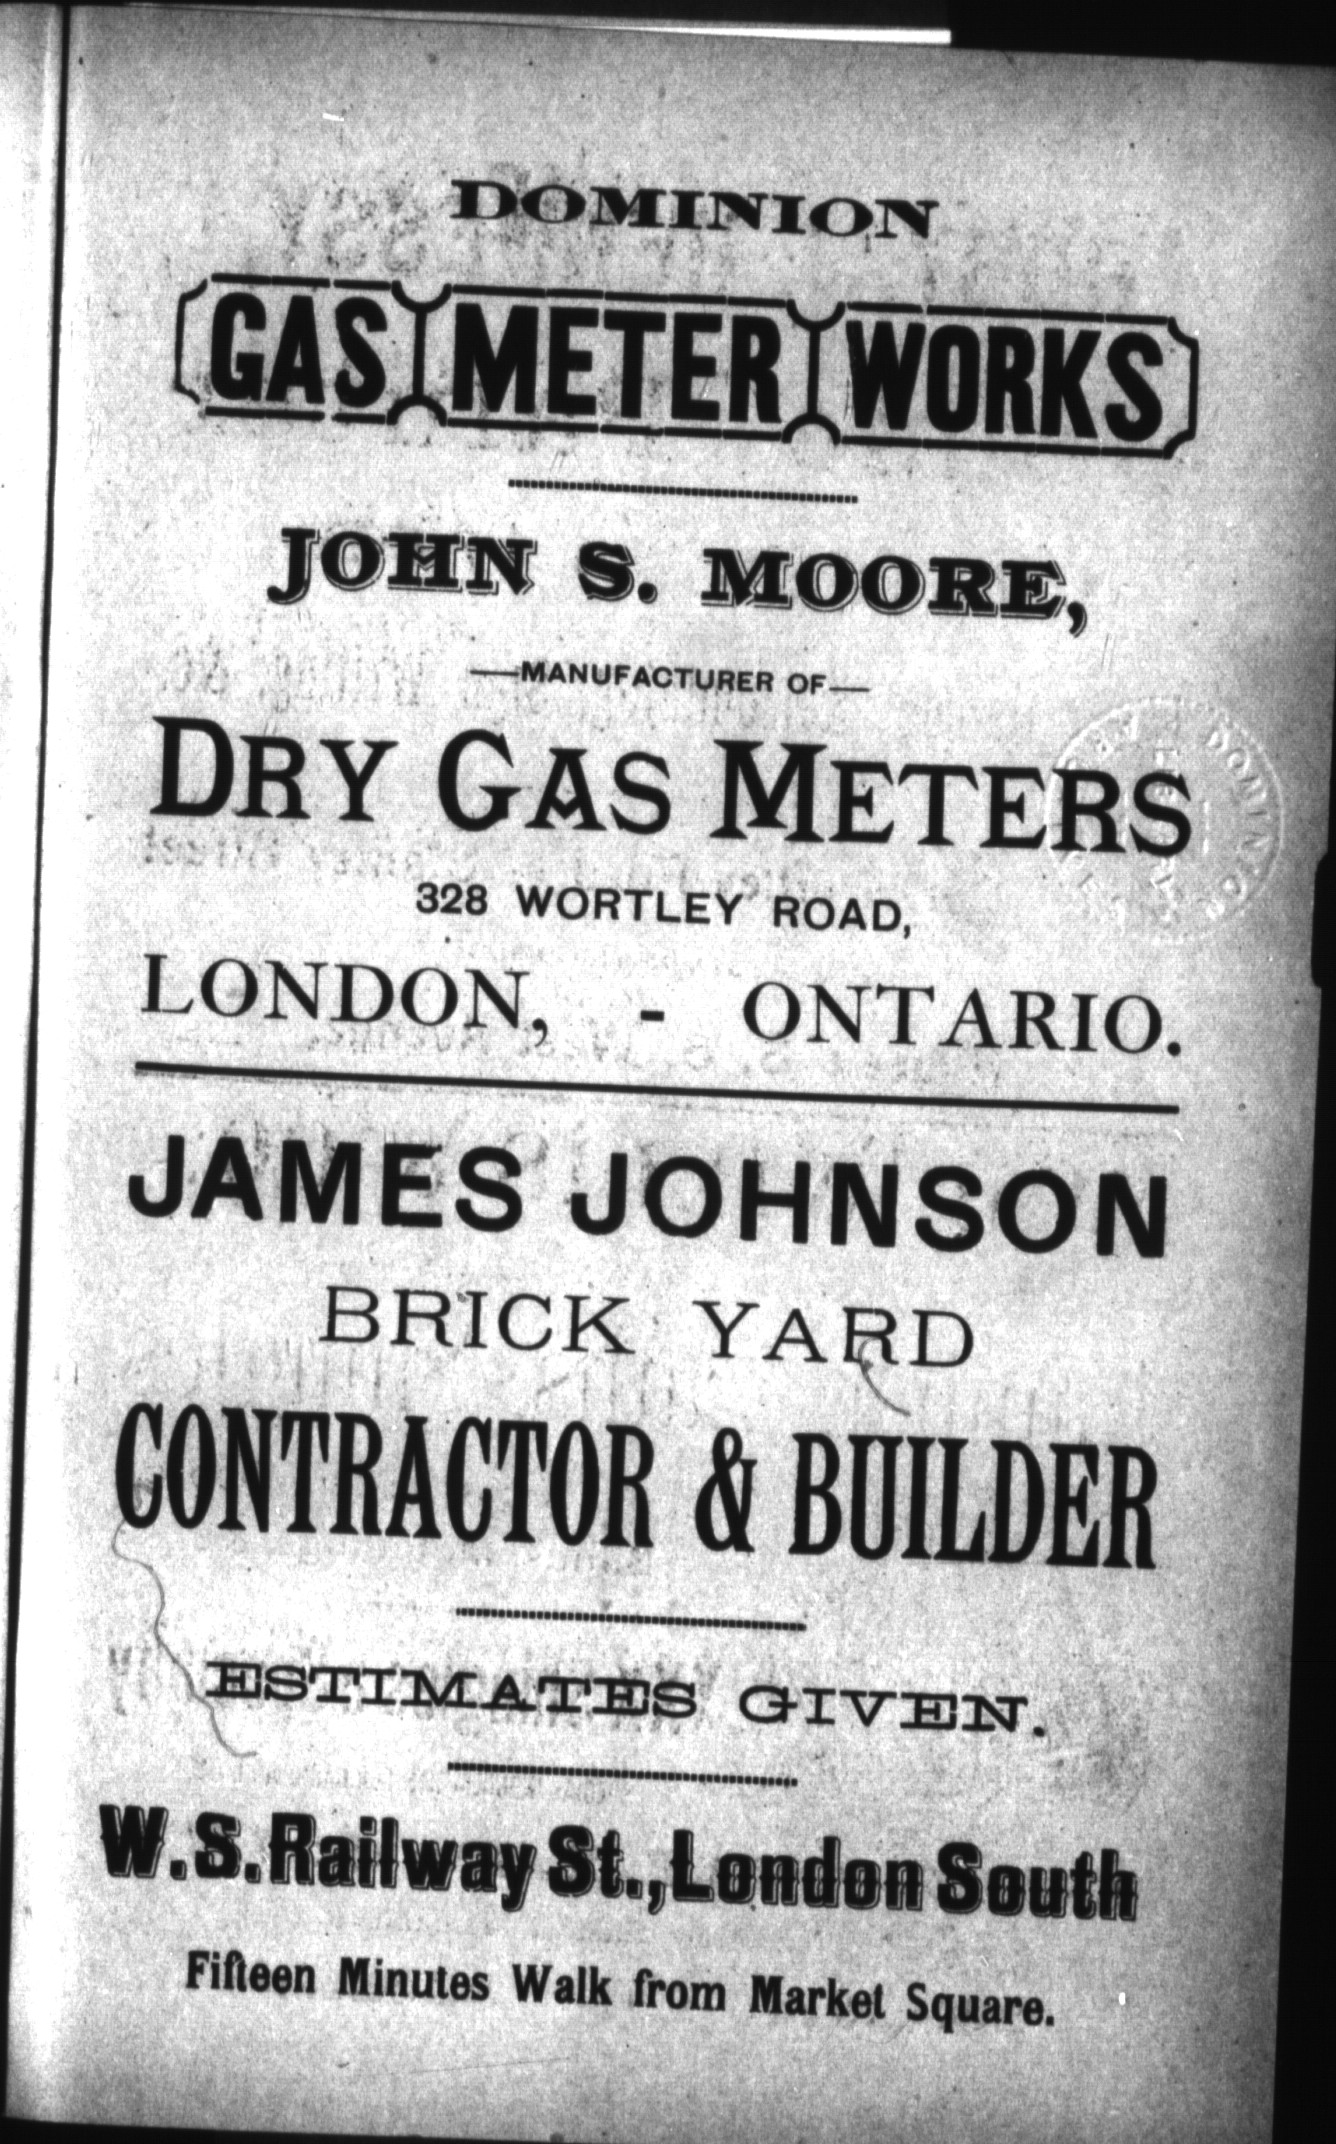 DOMINION
GAS METER WORKS
JOHN S. MOORE,
—MANUFACTURER OF—
DRY GAS METERS
328 WORTLEY ROAD,
LONDON, - ONTARIO.
JAMES JOHNSON
BRICK YARD
CONTRACTOR & BUILDER
ESTIMATES GIVEN.
W. S. Railway St., London South
Fifteen Minutes Walk from Market Square.
DOMINION